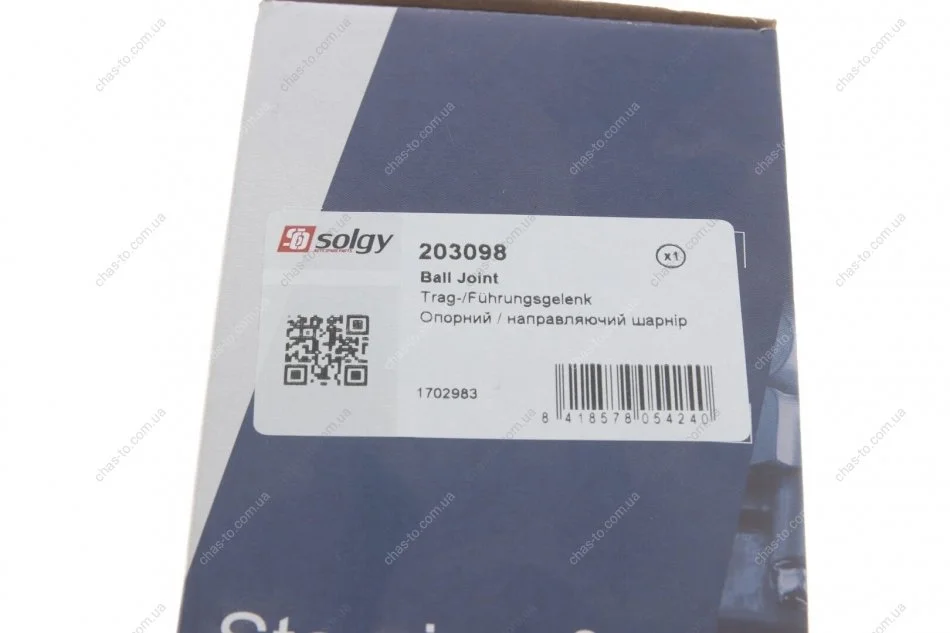 solgy
203098
x1
Ball Joint
Trag-/Führungsgelenk
Опорний / направляючий шарнір
1702983
8 418578 054240
chas-to.com.ua